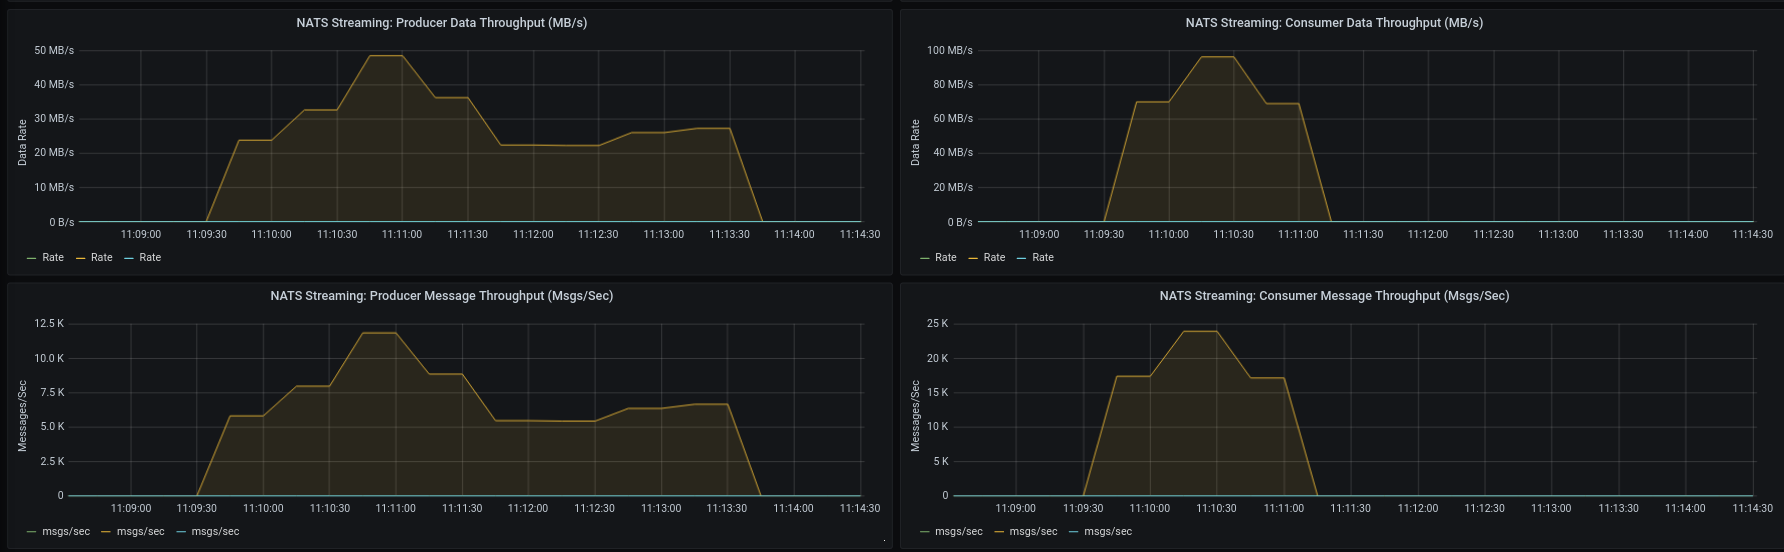 NATS Streaming: Producer Data Throughput (MB/s)
50 MB/s
40 MB/s
30 MB/s
20 MB/s
10 MB/s
0 B/s
Data Rate
11:09:00 11:09:30 11:10:00 11:10:30 11:11:00 11:11:30 11:12:00 11:12:30 11:13:00 11:13:30 11:14:00 11:14:30
Rate Rate Rate
NATS Streaming: Consumer Data Throughput (MB/s)
100 MB/s
80 MB/s
60 MB/s
40 MB/s
20 MB/s
0 B/s
Data Rate
11:09:00 11:09:30 11:10:00 11:10:30 11:11:00 11:11:30 11:12:00 11:12:30 11:13:00 11:13:30 11:14:00 11:14:30
Rate Rate Rate
NATS Streaming: Producer Message Throughput (Msgs/Sec)
12.5 K
10.0 K
7.5 K
5.0 K
2.5 K
0
Messages/Sec
11:09:00 11:09:30 11:10:00 11:10:30 11:11:00 11:11:30 11:12:00 11:12:30 11:13:00 11:13:30 11:14:00 11:14:30
msgs/sec msgs/sec msgs/sec
NATS Streaming: Consumer Message Throughput (Msgs/Sec)
25 K
20 K
15 K
10 K
5 K
0
Messages/Sec
11:09:00 11:09:30 11:10:00 11:10:30 11:11:00 11:11:30 11:12:00 11:12:30 11:13:00 11:13:30 11:14:00 11:14:30
msgs/sec msgs/sec msgs/sec